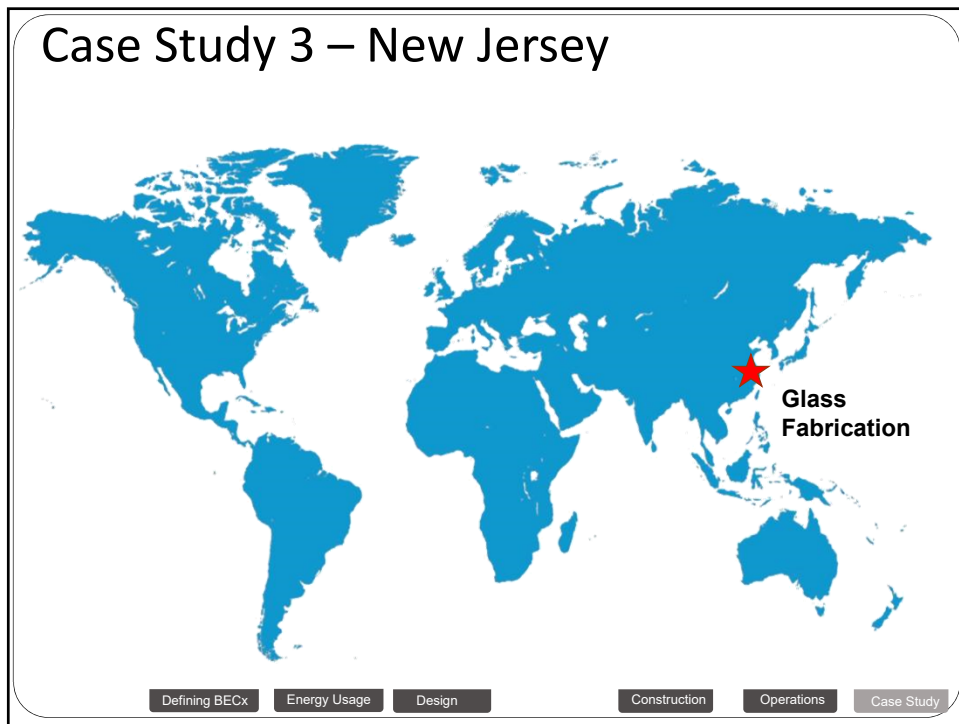 Case Study 3 – New Jersey
Glass
Fabrication
Defining BECx
Energy Usage
Design
Construction
Operations
Case Study